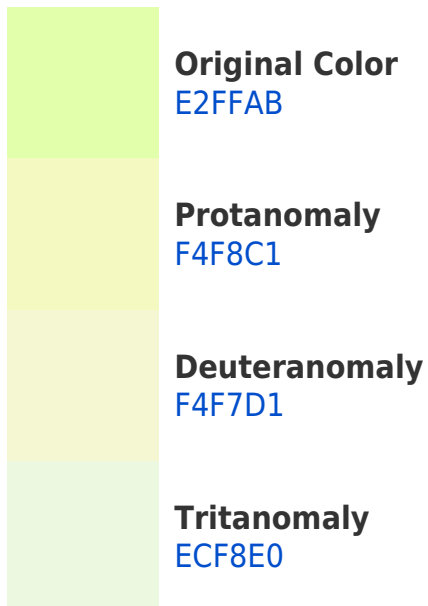 Original Color
E2FFAB
Protanomaly
F4F8C1
Deuteranomaly
F4F7D1
Tritanomaly
ECF8E0